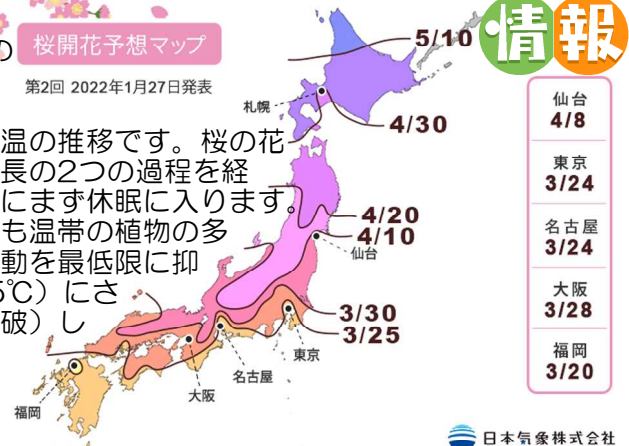 情報
の
桜開花予想マップ
第2回 2022年1月27日発表
温の推移です。桜の花
長の2つの過程を経
にまず休眠に入ります。
も温帯の植物の多
動を最低限に抑
5℃）にさ
破）し
5/10
札幌
4/30
4/20
4/10
仙台
3/30
3/25
東京
名古屋
大阪
福岡
仙台
4/8
東京
3/24
名古屋
3/24
大阪
3/28
福岡
3/20
日本気象株式会社